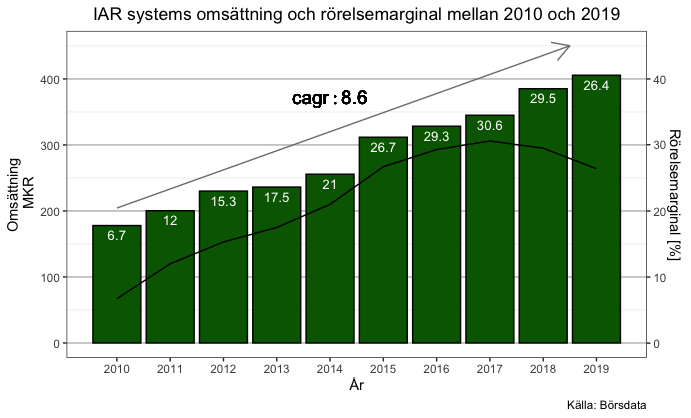 IAR systems omsättning och rörelsemarginal mellan 2010 och 2019
Omsättning
MKR
400
300
200
100
0
cagr : 8.6
6.7
12
15.3
17.5
21
26.7
29.3
30.6
29.5
26.4
40
30
20
10
0
Rörelsemarginal [%]
2010 2011 2012 2013 2014 2015 2016 2017 2018 2019
År
Källa: Börsdata